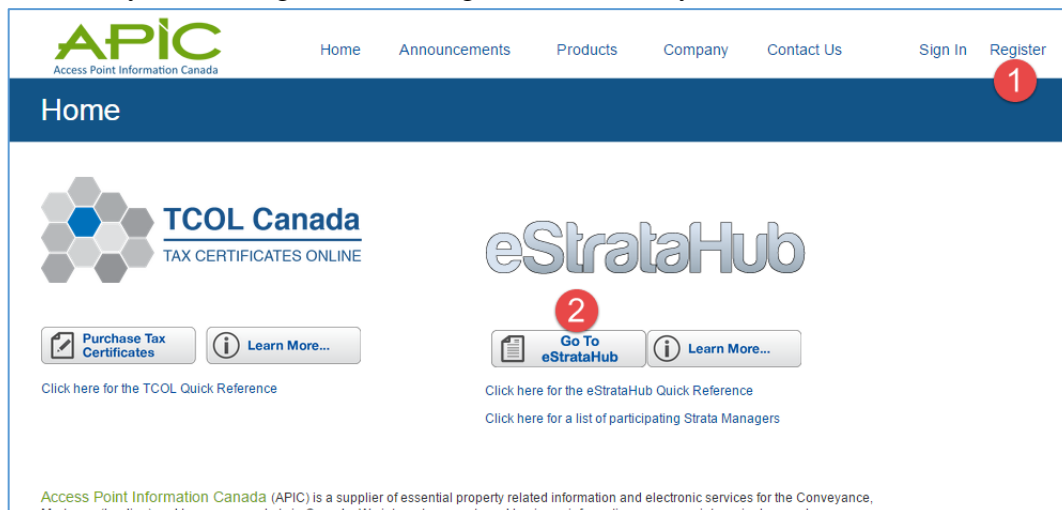 APIC
Access Point Information Canada
Home Announcements Products Company Contact Us Sign In Register
1
Home
TCOL Canada
TAX CERTIFICATES ONLINE
eStrataHub
2
Purchase Tax Certificates
Learn More...
Go To eStrataHub
Learn More...
Click here for the TCOL Quick Reference
Click here for the eStrataHub Quick Reference
Click here for a list of participating Strata Managers
Access Point Information Canada (APIC) is a supplier of essential property related information and electronic services for the Conveyance,